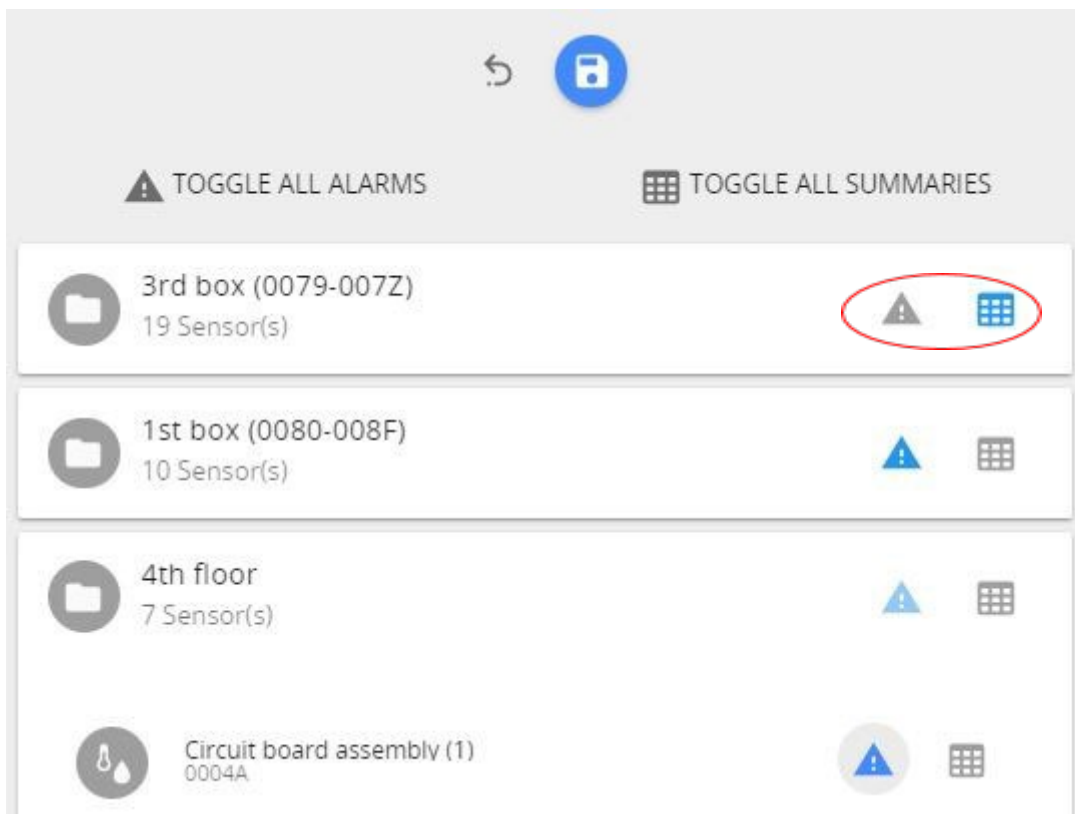 TOGGLE ALL ALARMS
TOGGLE ALL SUMMARIES
3rd box (0079-007Z)
19 Sensor(s)
1st box (0080-008F)
10 Sensor(s)
4th floor
7 Sensor(s)
Circuit board assembly (1)
0004A